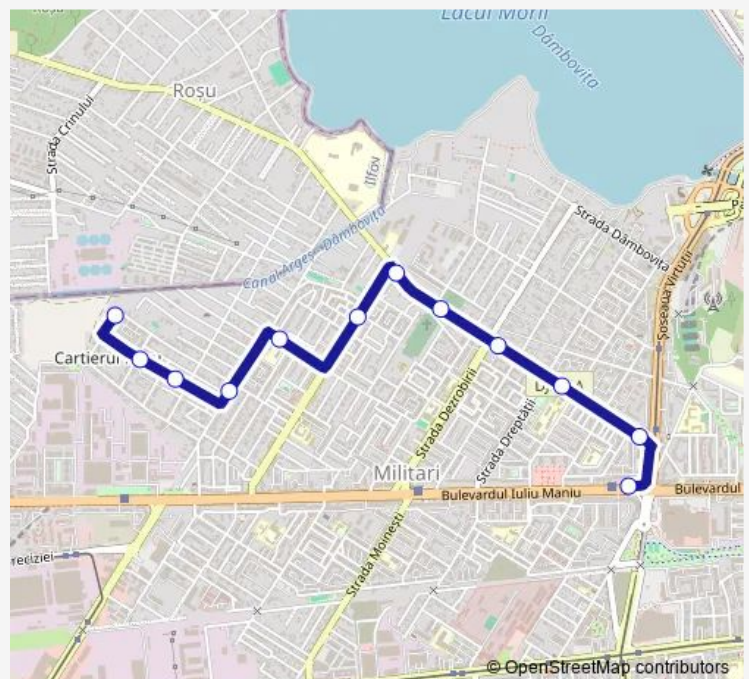 Lacul Morii
Dâmbovița
Roșu
Strada Crinului
Ilfov
Canal Argeș - Dâmbovița
Strada Dâmbovița
Șoseaua Virtuții
Cartierul
Strada Dezrobirii
Strada Dreptății
Militari
Bulevardul Iuliu Maniu
Bulevardul
Strada Moinești
© OpenStreetMap contributors